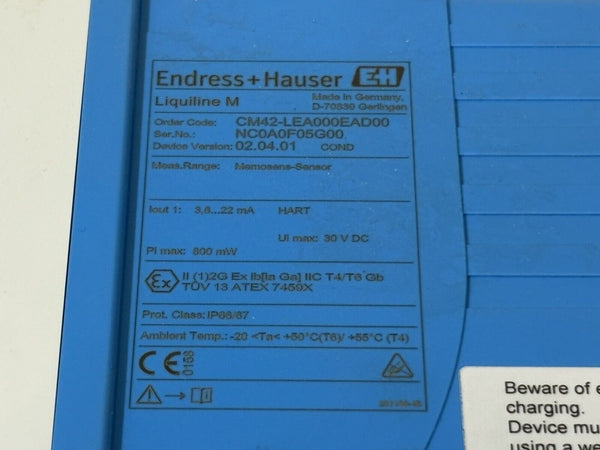 Endress+Hauser EH
Liquiline M
Made in Germany,
D-70839 Gerlingen
Order Code: CM42-LEA000EAD00
Ser.No.: NC0A0F05G00
Device Version: 02.04.01 COND
Meas.Range: Memosens-Sensor
Iout 1: 3,6...22 mA HART
Ui max: 30 V DC
Pi max: 800 mW
Ex II (1)2G Ex ib[ia Ga] IIC T4/T6 Gb
TÜV 13 ATEX 7459X
Prot. Class: IP66/67
Ambient Temp.: -20 <Ta< +50°C(T6)/ +55°C (T4)
CE 0158
Beware of
charging.
Device mu
using a we